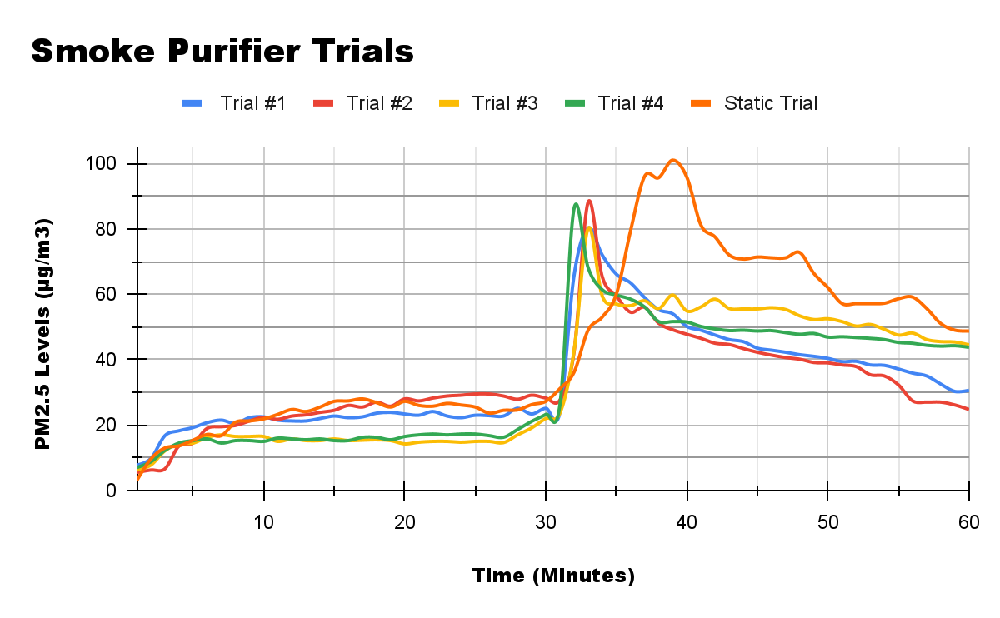 Smoke Purifier Trials
Trial #1 Trial #2 Trial #3 Trial #4 Static Trial
100
80
60
40
20
0
PM2.5 Levels (µg/m3)
10 20 30 40 50 60
Time (Minutes)